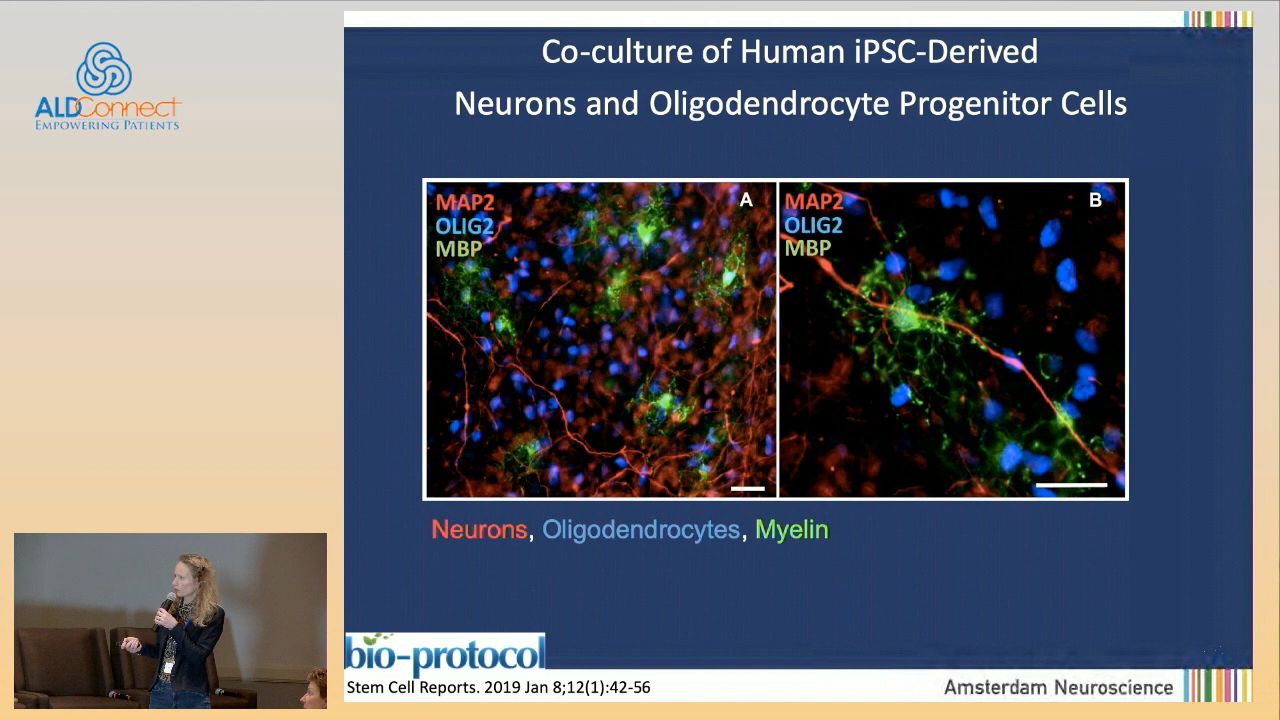 ALDConnect
EMPOWERING PATIENTS
Co-culture of Human iPSC-Derived
Neurons and Oligodendrocyte Progenitor Cells
MAP2
OLIG2
MBP
A
MAP2
OLIG2
MBP
B
Neurons, Oligodendrocytes, Myelin
bio-protocol
Stem Cell Reports. 2019 Jan 8;12(1):42-56
Amsterdam Neuroscience